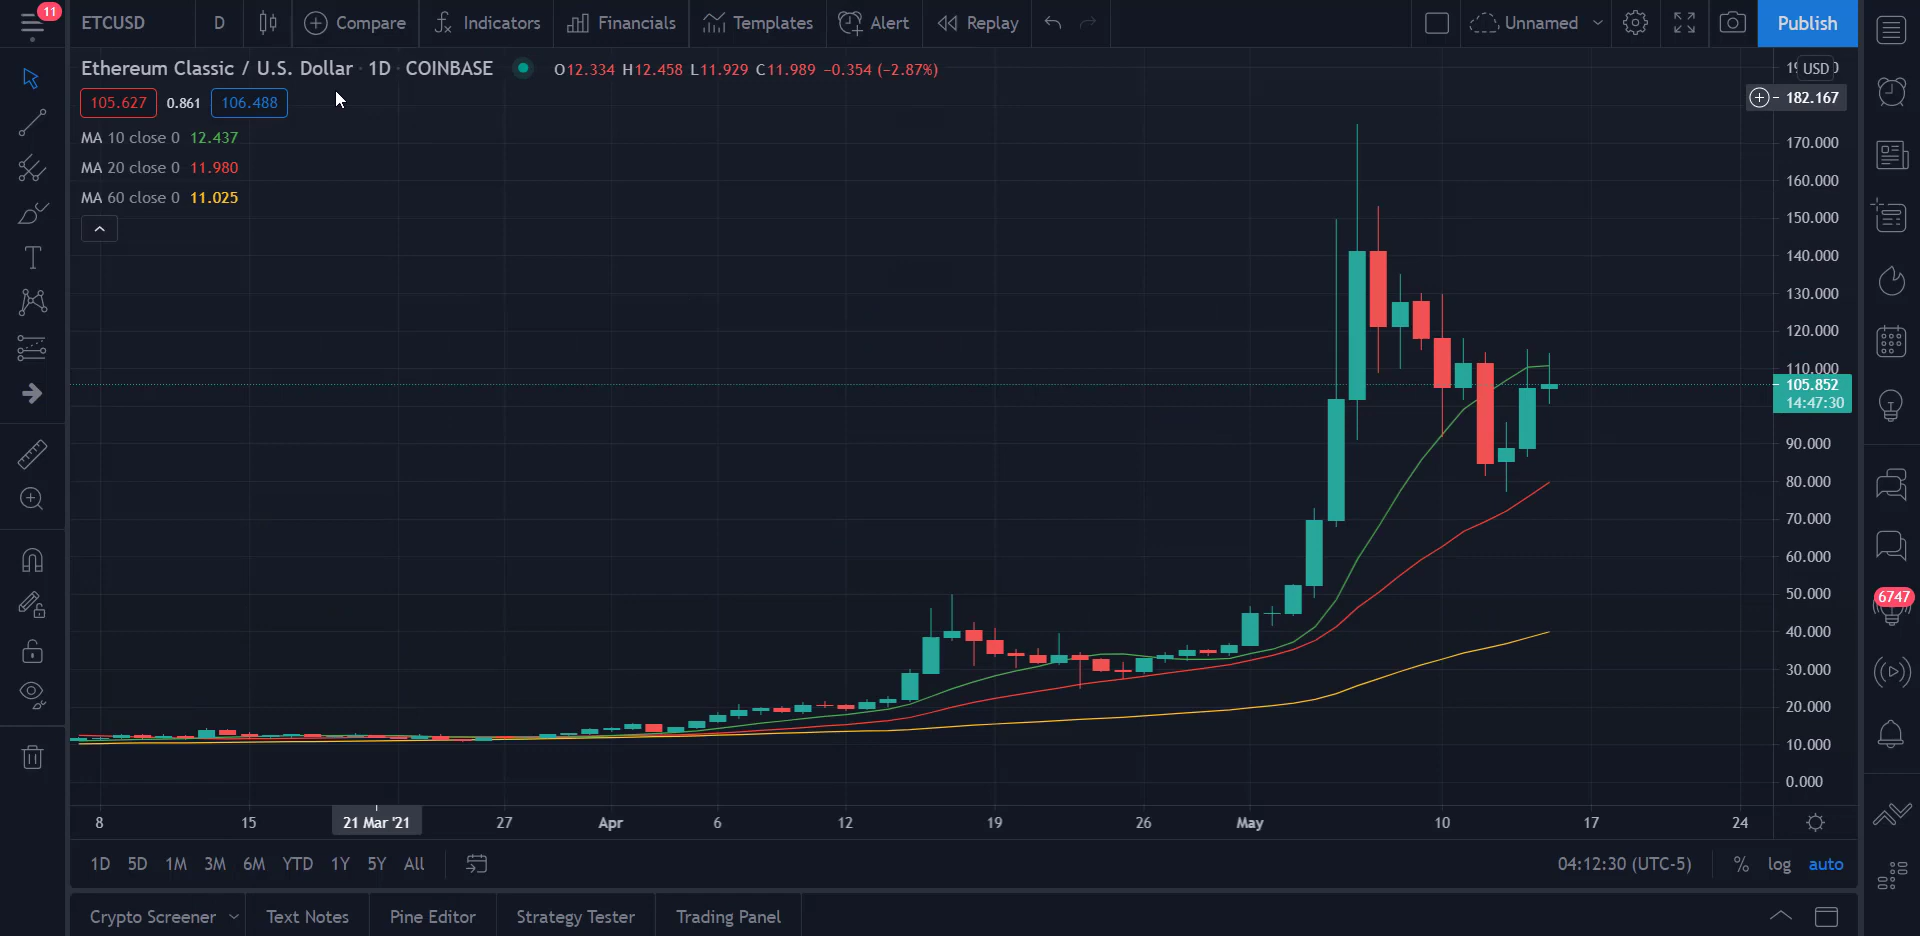 11
ETCUSD D Compare Indicators Financials Templates Alert Replay Unnamed Publish
Ethereum Classic / U.S. Dollar · 1D · COINBASE O12.334 H12.458 L11.929 C11.989 −0.354 (−2.87%)
USD
105.627 0.861 106.488
182.167
MA 10 close 0 12.437
170.000
MA 20 close 0 11.980
160.000
MA 60 close 0 11.025
150.000
140.000
130.000
120.000
110.000
105.852
14:47:30
90.000
80.000
70.000
60.000
6747
50.000
40.000
30.000
20.000
10.000
0.000
8 15 21 Mar '21 27 Apr 6 12 19 26 May 10 17 24
1D 5D 1M 3M 6M YTD 1Y 5Y All 04:12:30 (UTC-5) % log auto
Crypto Screener Text Notes Pine Editor Strategy Tester Trading Panel